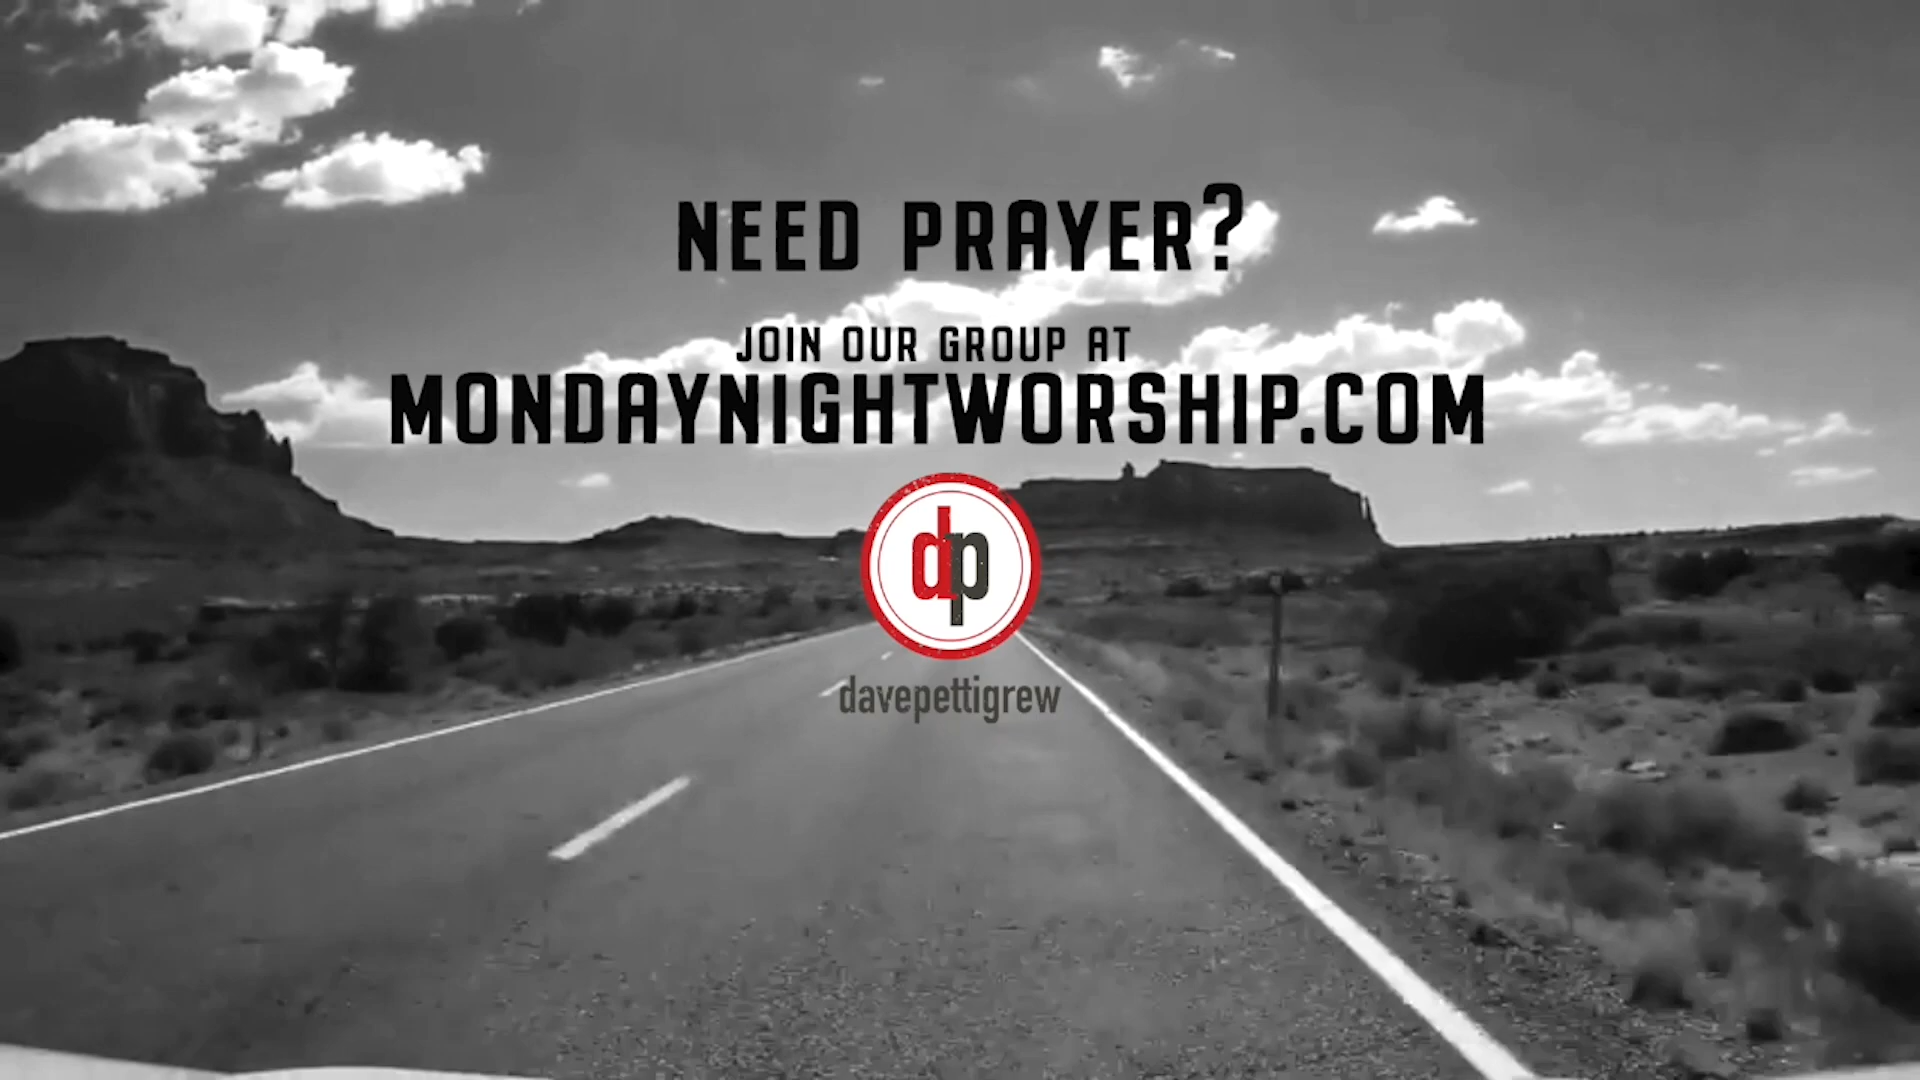 NEED PRAYER?
JOIN OUR GROUP AT
MONDAYNIGHTWORSHIP.COM
dp
davepettigrew